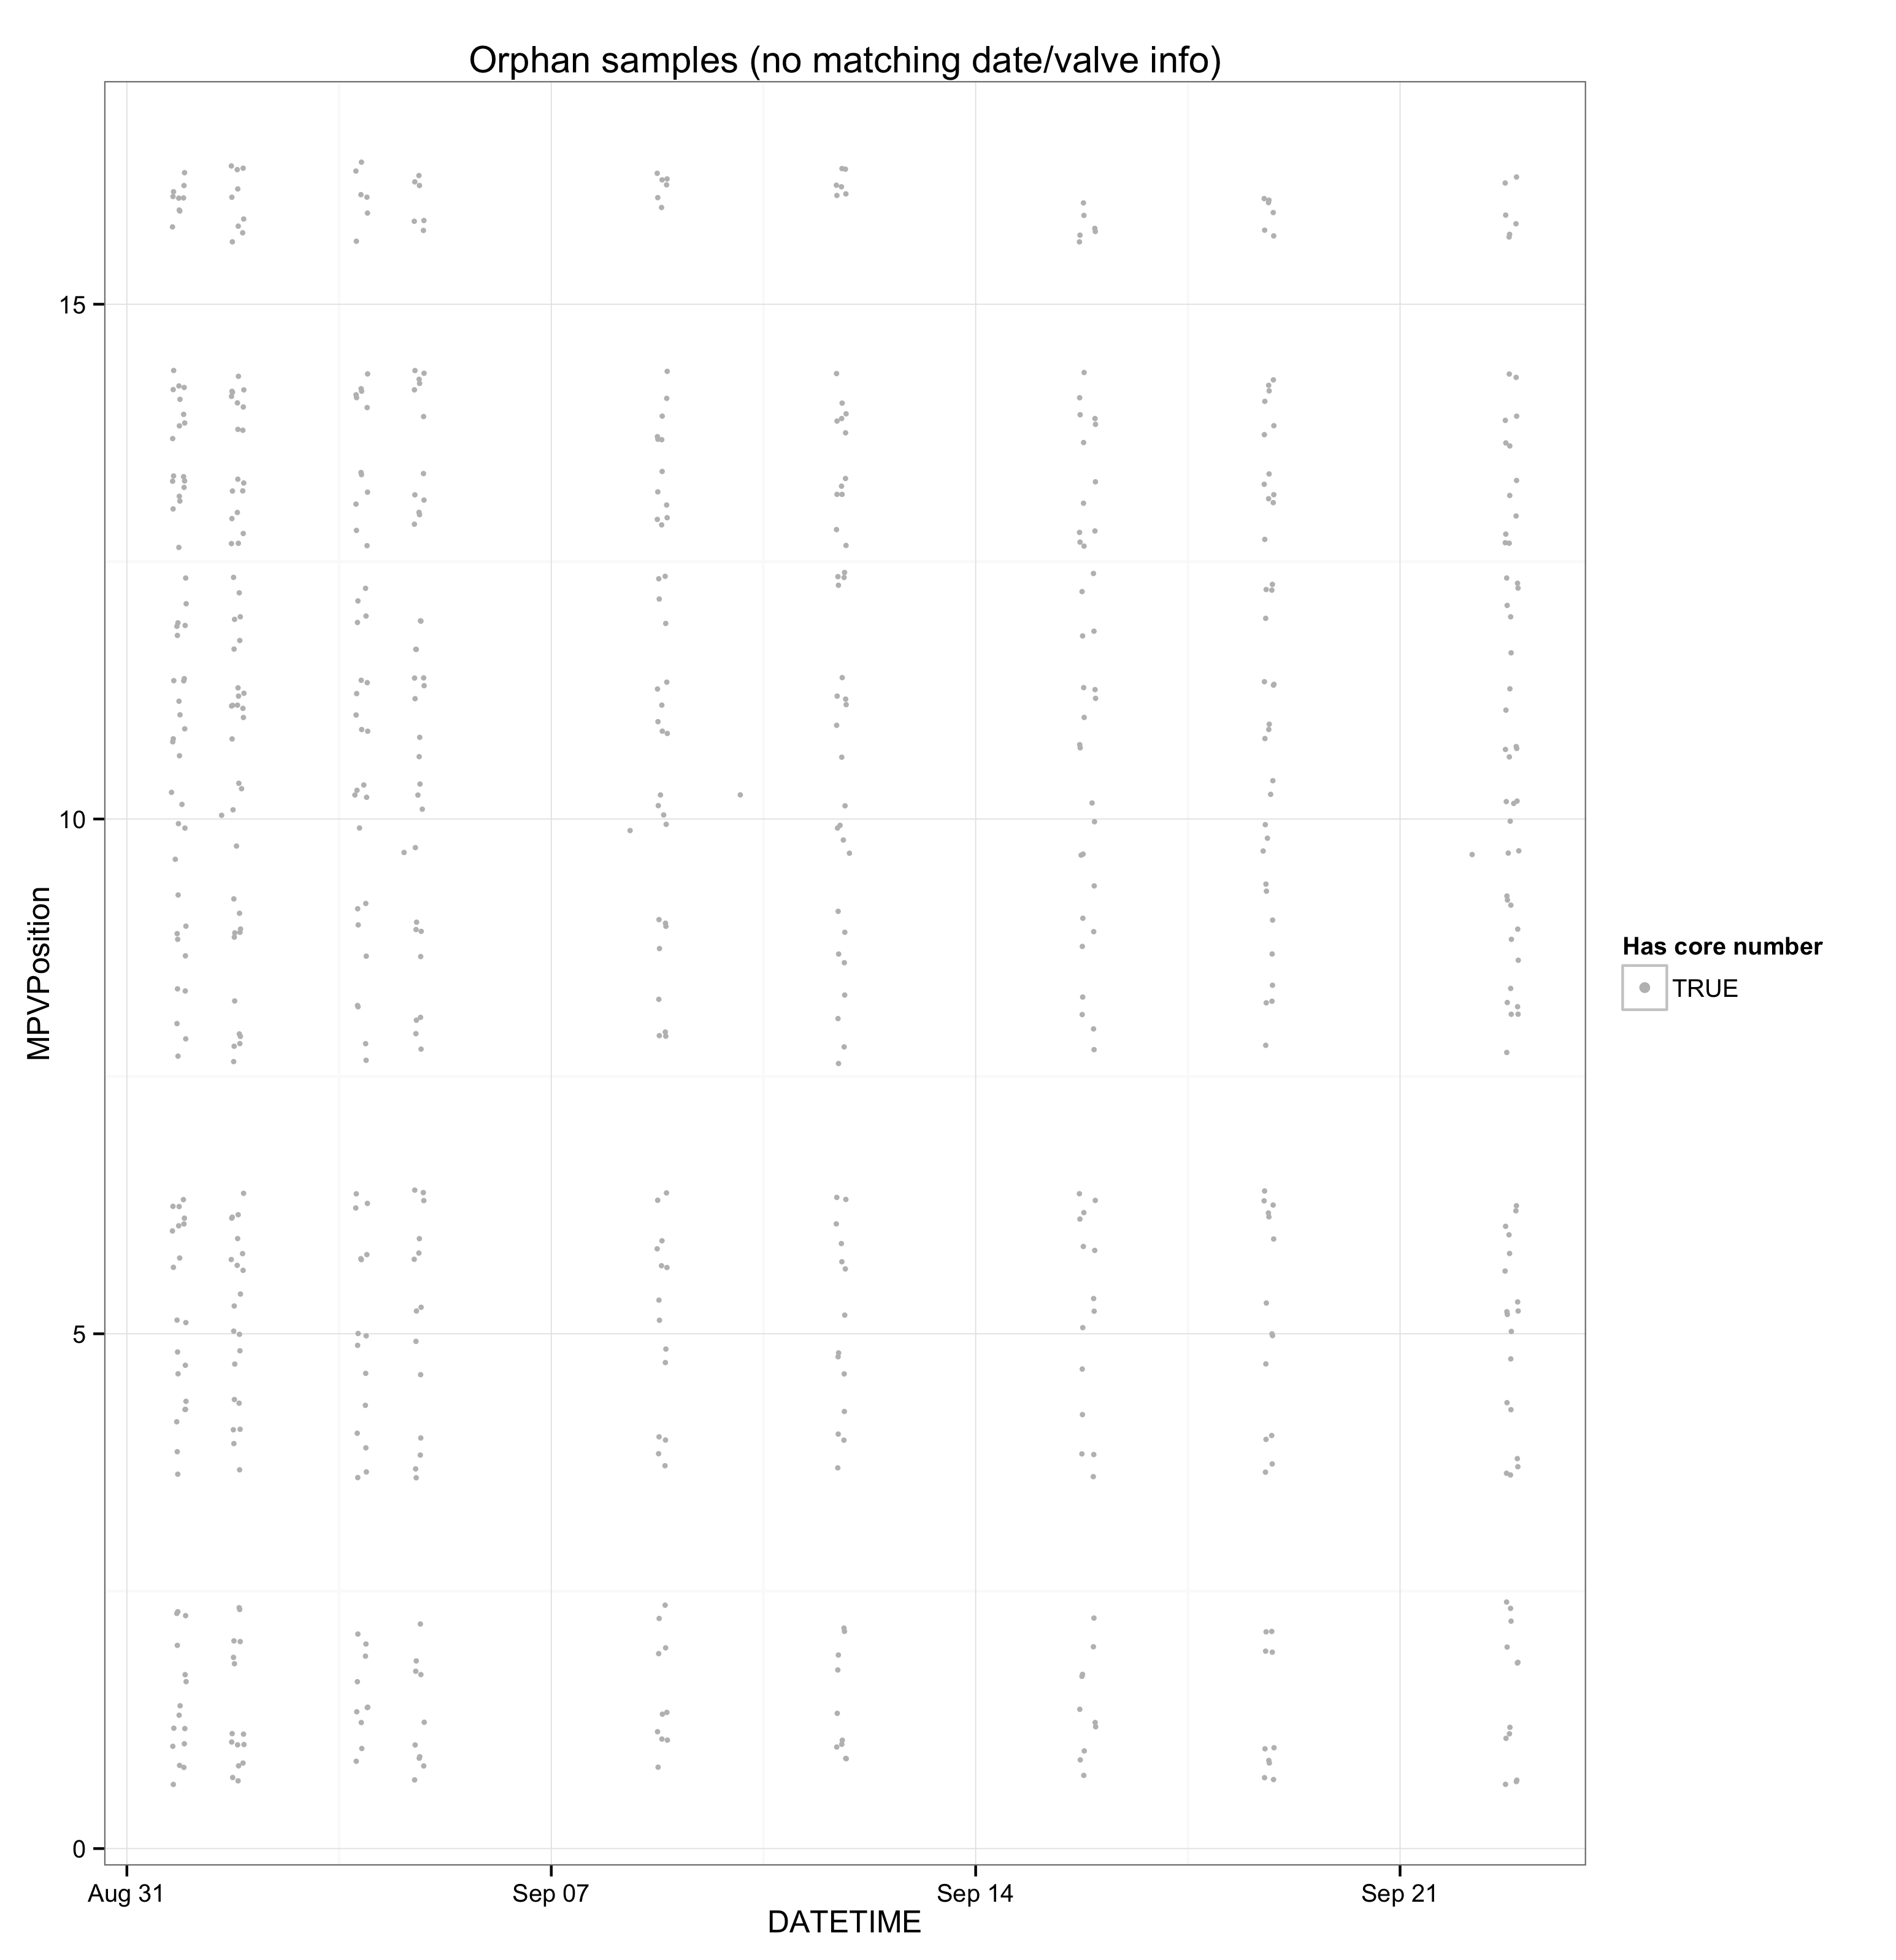 Orphan samples (no matching date/valve info)
15
10
5
0
MPVPosition
Aug 31
Sep 07
Sep 14
Sep 21
DATETIME
Has core number
TRUE